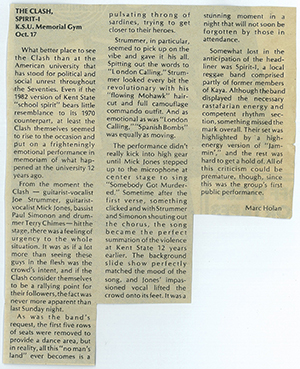 THE CLASH,
SPIRIT-I
K.S.U. Memorial Gym
Oct. 17
What better place to see
the Clash than at the
American university that
has stood for political and
social unrest throughout
the Seventies. Even if the
1982 version of Kent State
"school spirit" bears little
resemblance to its 1970
counterpart, at least the
Clash themselves seemed
to rise to the occasion and
put on a frighteningly
emotional performance in
memoriam of what hap-
pened at the university 12
years ago.
From the moment the
Clash — guitarist-vocalist
Joe Strummer, guitarist-
vocalist Mick Jones, bassist
Paul Simonon and drum-
mer Terry Chimes — hit the
stage, there was a feeling of
urgency to the whole
situation. It was as if a lot
more than seeing these
guys in the flesh was the
crowd's intent, and if the
Clash consider themselves
to be a rallying point for
their followers, the fact was
never more apparent than
last Sunday night.
As was the band's
request, the first five rows
of seats were removed to
provide a dance area, but
in reality, all this "no man's
land" ever becomes is a
pulsating throng of
sardines, trying to get
closer to their heroes.
Strummer, in particular,
seemed to pick up on the
vibe and gave it his all.
Spitting out the words to
"London Calling," Strum-
mer looked every bit the
revolutionary with his
"flowing Mohawk" hair-
cut and full camouflage
commando outfit. And as
emotional as was "London
Calling," "Spanish Bombs"
was equally as moving.
The performance didn't
really kick into high gear
until Mick Jones stepped
up to the microphone at
center stage to sing
"Somebody Got Murder-
ed." Sometime after the
first verse, something
clicked and with Strummer
and Simonon shouting out
the chorus, the song
became the perfect
summation of the violence
at Kent State 12 years
earlier. The background
slide show perfectly
matched the mood of the
song, and Jones' impas-
sioned vocal lifted the
crowd onto its feet. It was a
stunning moment in a
night that will not soon be
forgotten by those in
attendance.
Somewhat lost in the
anticipation of the head-
liner was Spirit-I, a local
reggae band comprised
partly of former members
of Kaya. Although the band
displayed the necessary
rastafarian energy and
competent rhythm sec-
tion, something missed the
mark overall. Their set was
highlighted by a high-
energy version of "Jam-
min'," and the rest was
hard to get a hold of. All of
this criticism could be
premature, though, since
this was the group's first
public performance.
Marc Holan